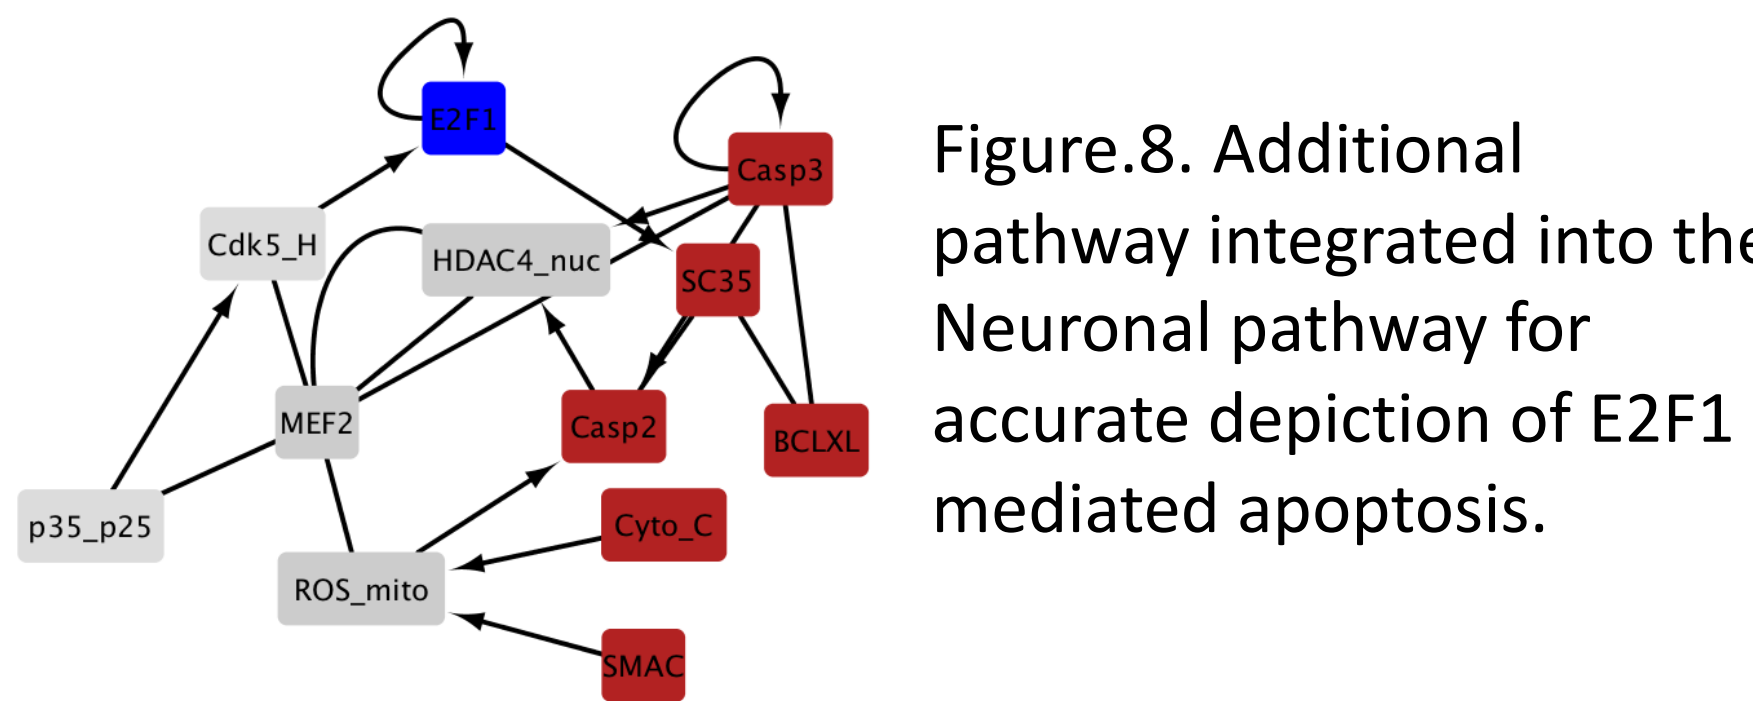 E2F1
Casp3
Cdk5_H
HDAC4_nuc
SC35
MEF2
Casp2
BCLXL
p35_p25
Cyto_C
ROS_mito
SMAC
Figure.8. Additional
pathway integrated into the
Neuronal pathway for
accurate depiction of E2F1
mediated apoptosis.